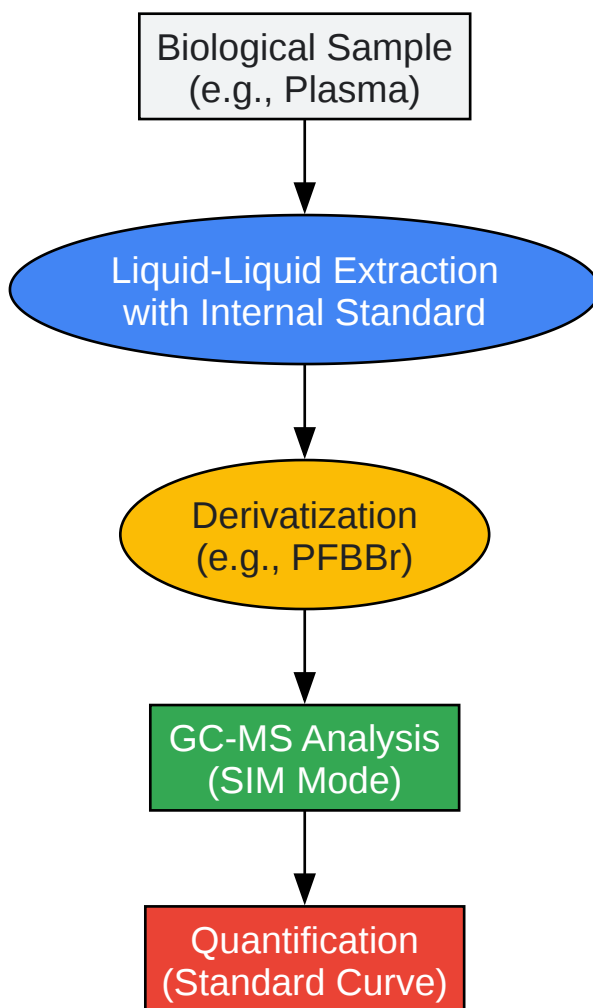 Biological Sample
(e.g., Plasma)
Liquid-Liquid Extraction
with Internal Standard
Derivatization
(e.g., PFBBr)
GC-MS Analysis
(SIM Mode)
Quantification
(Standard Curve)